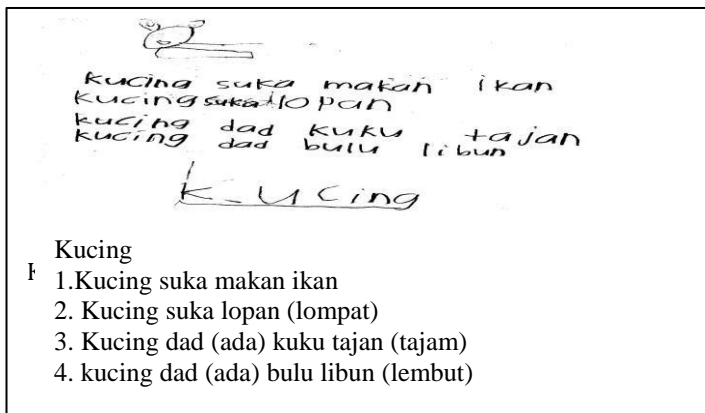 kucing suka makan ikan
kucing suka lopan
kucing dad kuku tajan
kucing dad bulu libun
Kucing
Kucing
1.Kucing suka makan ikan
2. Kucing suka lopan (lompat)
3. Kucing dad (ada) kuku tajan (tajam)
4. kucing dad (ada) bulu libun (lembut)